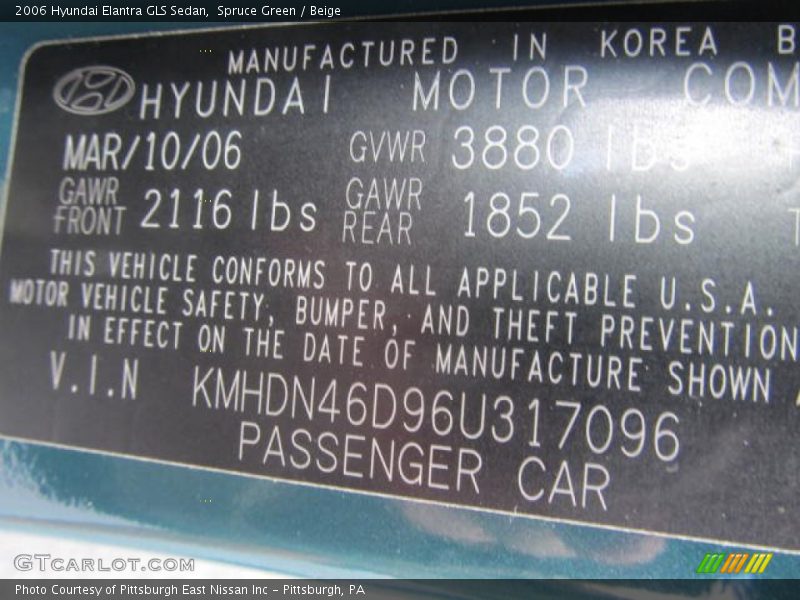 2006 Hyundai Elantra GLS Sedan,  Spruce Green / Beige
MANUFACTURED IN KOREA B
HYUNDAI MOTOR COM
MAR/10/06 GVWR 3880 lbs
GAWR FRONT 2116 lbs GAWR REAR 1852 lbs T
THIS VEHICLE CONFORMS TO ALL APPLICABLE U.S.A.
MOTOR VEHICLE SAFETY, BUMPER, AND THEFT PREVENTION
IN EFFECT ON THE DATE OF MANUFACTURE SHOWN A
V.I.N KMHDN46D96U317096
PASSENGER CAR
GTCARLOT.COM
Photo Courtesy of Pittsburgh East Nissan Inc - Pittsburgh, PA